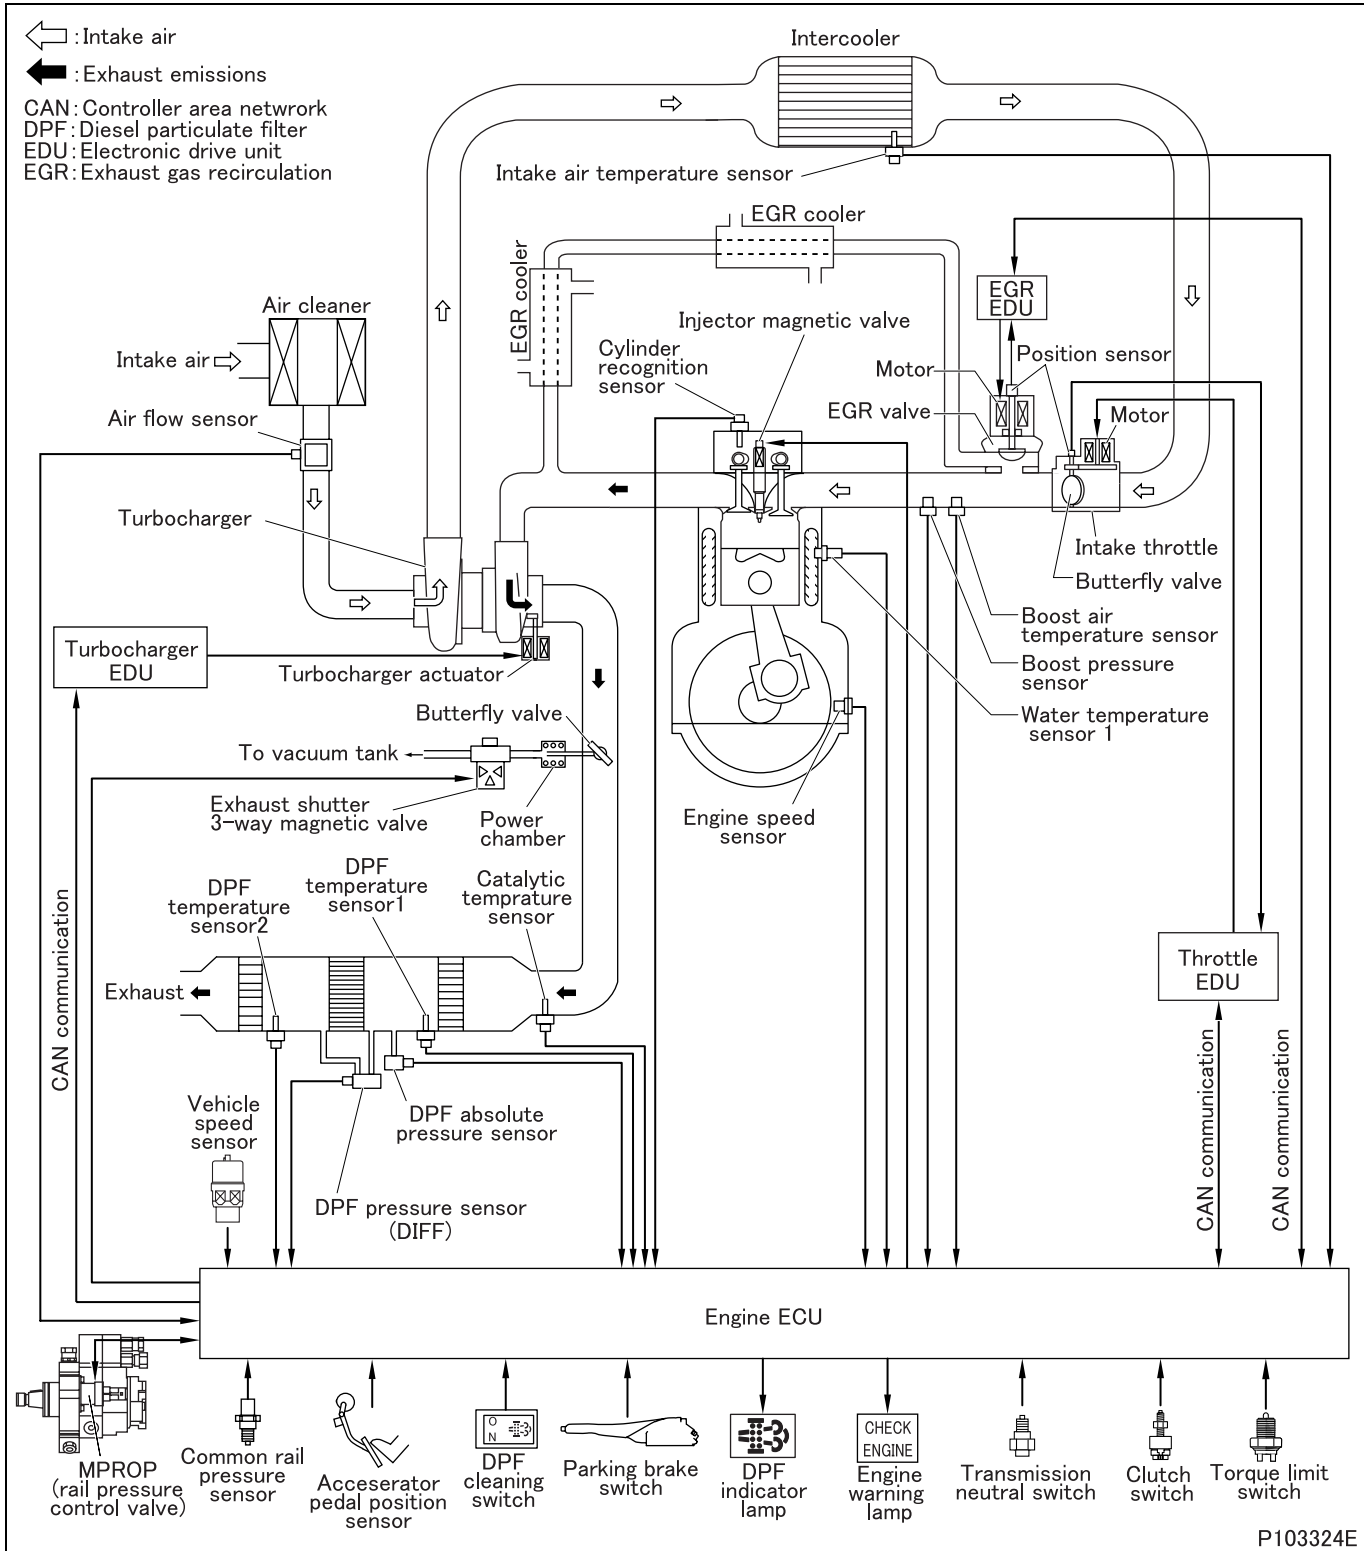 : Intake air
: Exhaust emissions
CAN: Controller area netwrork
DPF: Diesel particulate filter
EDU: Electronic drive unit
EGR: Exhaust gas recirculation
Intercooler
Intake air temperature sensor
EGR cooler
EGR cooler
Air cleaner
Intake air
Air flow sensor
Turbocharger
Injector magnetic valve
Cylinder
recognition
sensor
EGR
EDU
Position sensor
Motor
EGR valve
Motor
Intake throttle
Butterfly valve
Boost air
temperature sensor
Boost pressure
sensor
Water temperature
sensor 1
Turbocharger
EDU
Turbocharger actuator
Butterfly valve
To vacuum tank
Exhaust shutter
3-way magnetic valve
Power
chamber
Engine speed
sensor
DPF
temperature
sensor2
DPF
temperature
sensor1
Catalytic
temprature
sensor
Exhaust
CAN communication
Throttle
EDU
CAN communication
CAN communication
Vehicle
speed
sensor
DPF absolute
pressure sensor
DPF pressure sensor
(DIFF)
Engine ECU
MPROP
(rail pressure
control valve)
Common rail
pressure
sensor
Acceserator
pedal position
sensor
O
N
DPF
cleaning
switch
Parking brake
switch
DPF
indicator
lamp
CHECK
ENGINE
Engine
warning
lamp
Transmission
neutral switch
Clutch
switch
Torque limit
switch
P103324E